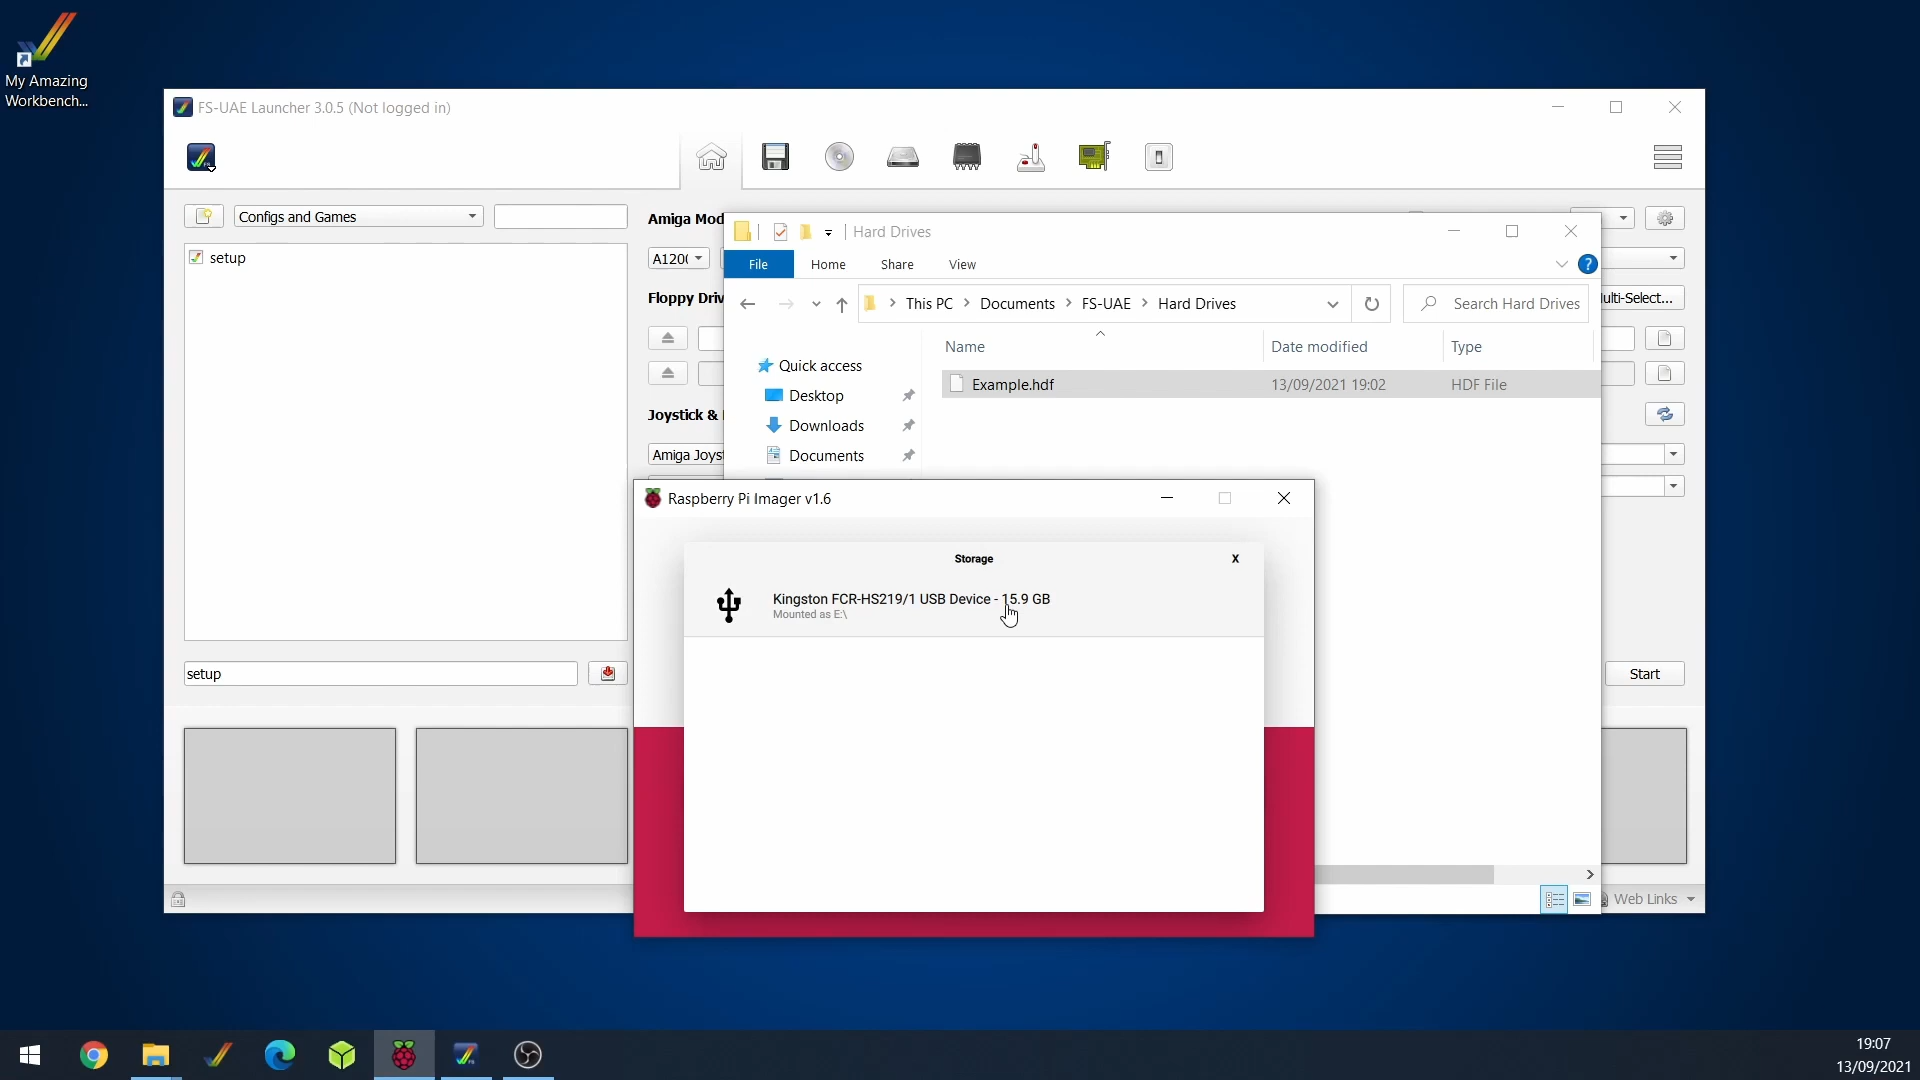 My Amazing
Workbench...
FS-UAE Launcher 3.0.5 (Not logged in)
Configs and Games
setup
setup
Amiga Mod
A120
Floppy Driv
Joystick &
Amiga Joyst
ulti-Select...
Start
Web Links
Hard Drives
File Home Share View
This PC > Documents > FS-UAE > Hard Drives
Search Hard Drives
Name Date modified Type
Quick access
Desktop
Downloads
Documents
Example.hdf 13/09/2021 19:02 HDF File
Raspberry Pi Imager v1.6
Storage X
Kingston FCR-HS219/1 USB Device - 15.9 GB
Mounted as E:\
19:07
13/09/2021